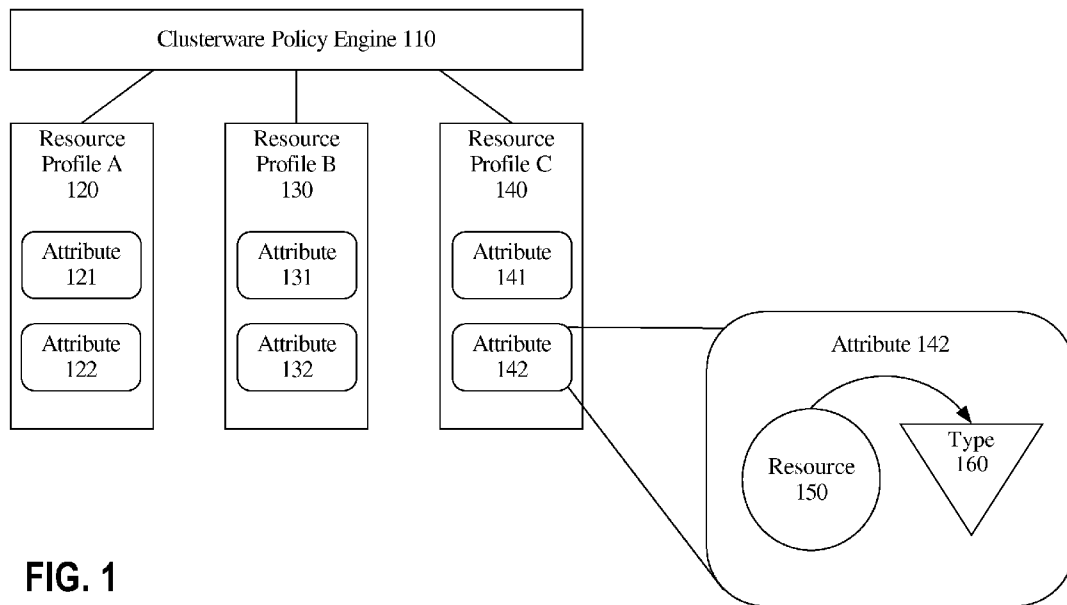 Clusterware Policy Engine 110
Resource
Profile A
120
Attribute
121
Attribute
122
Resource
Profile B
130
Attribute
131
Attribute
132
Resource
Profile C
140
Attribute
141
Attribute
142
Attribute 142
Resource
150
Type
160
FIG. 1